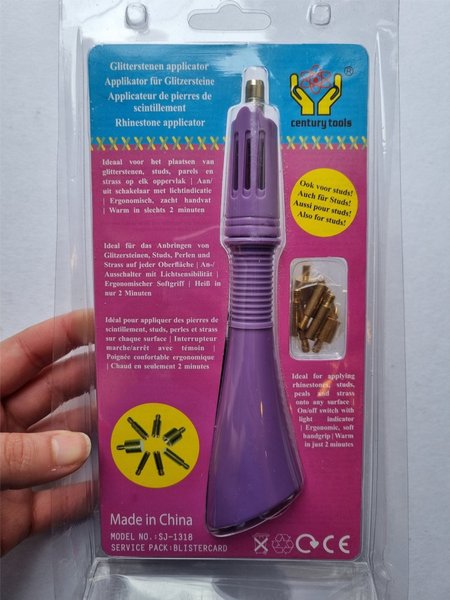 Glitterstenen applicator
Applikator für Glitzersteine
Applicateur de pierres de
scintillement
Rhinestone applicator
®
century tools
Ideaal voor het plaatsen van
glitterstenen, studs, parels en
strass op elk oppervlak | Aan/
uit schakelaar met lichtindicatie
| Ergonomisch, zacht handvat
| Warm in slechts 2 minuten
Ook voor studs!
Auch für Studs!
Aussi pour studs!
Also for studs!
Ideal für das Anbringen von
Glitzersteinen, Studs, Perlen und
Strass auf jeder Oberfläche | An-/
Ausschalter mit Lichtsensibilität |
Ergonomischer Softgriff | Heiß in
nur 2 Minuten
Idéal pour appliquer des pierres de
scintillement, studs, perles et strass
sur chaque surface | Interrupteur
marche/arrêt avec témoin |
Poignée confortable ergonomique
| Chaud en seulement 2 minutes
Ideal for applying
rhinestones, studs,
peals and strass
onto any surface |
On/off switch with
light indicator
| Ergonomic, soft
handgrip | Warm
in just 2 minutes
Made in China
MODEL NO.:SJ-1318
SERVICE PACK:BLISTERCARD
CE